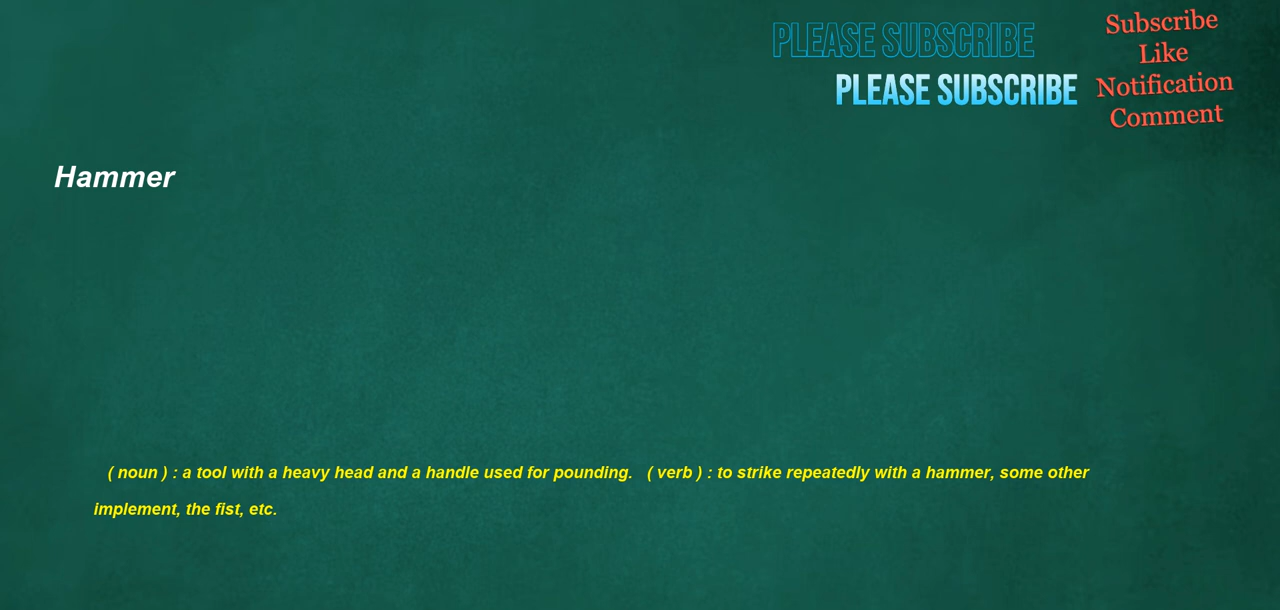 PLEASE SUBSCRIBE
PLEASE SUBSCRIBE
Subscribe
Like
Notification
Comment
Hammer
( noun ) : a tool with a heavy head and a handle used for pounding. ( verb ) : to strike repeatedly with a hammer, some other
implement, the fist, etc.